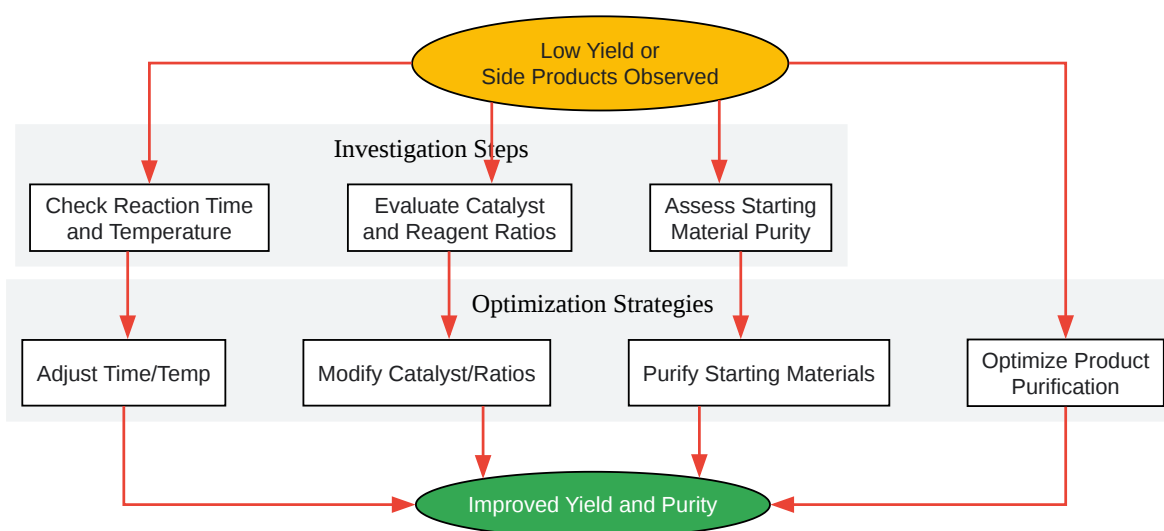 Low Yield or
Side Products Observed
Investigation Steps
Check Reaction Time
and Temperature
Evaluate Catalyst
and Reagent Ratios
Assess Starting
Material Purity
Optimization Strategies
Adjust Time/Temp
Modify Catalyst/Ratios
Purify Starting Materials
Optimize Product
Purification
Improved Yield and Purity